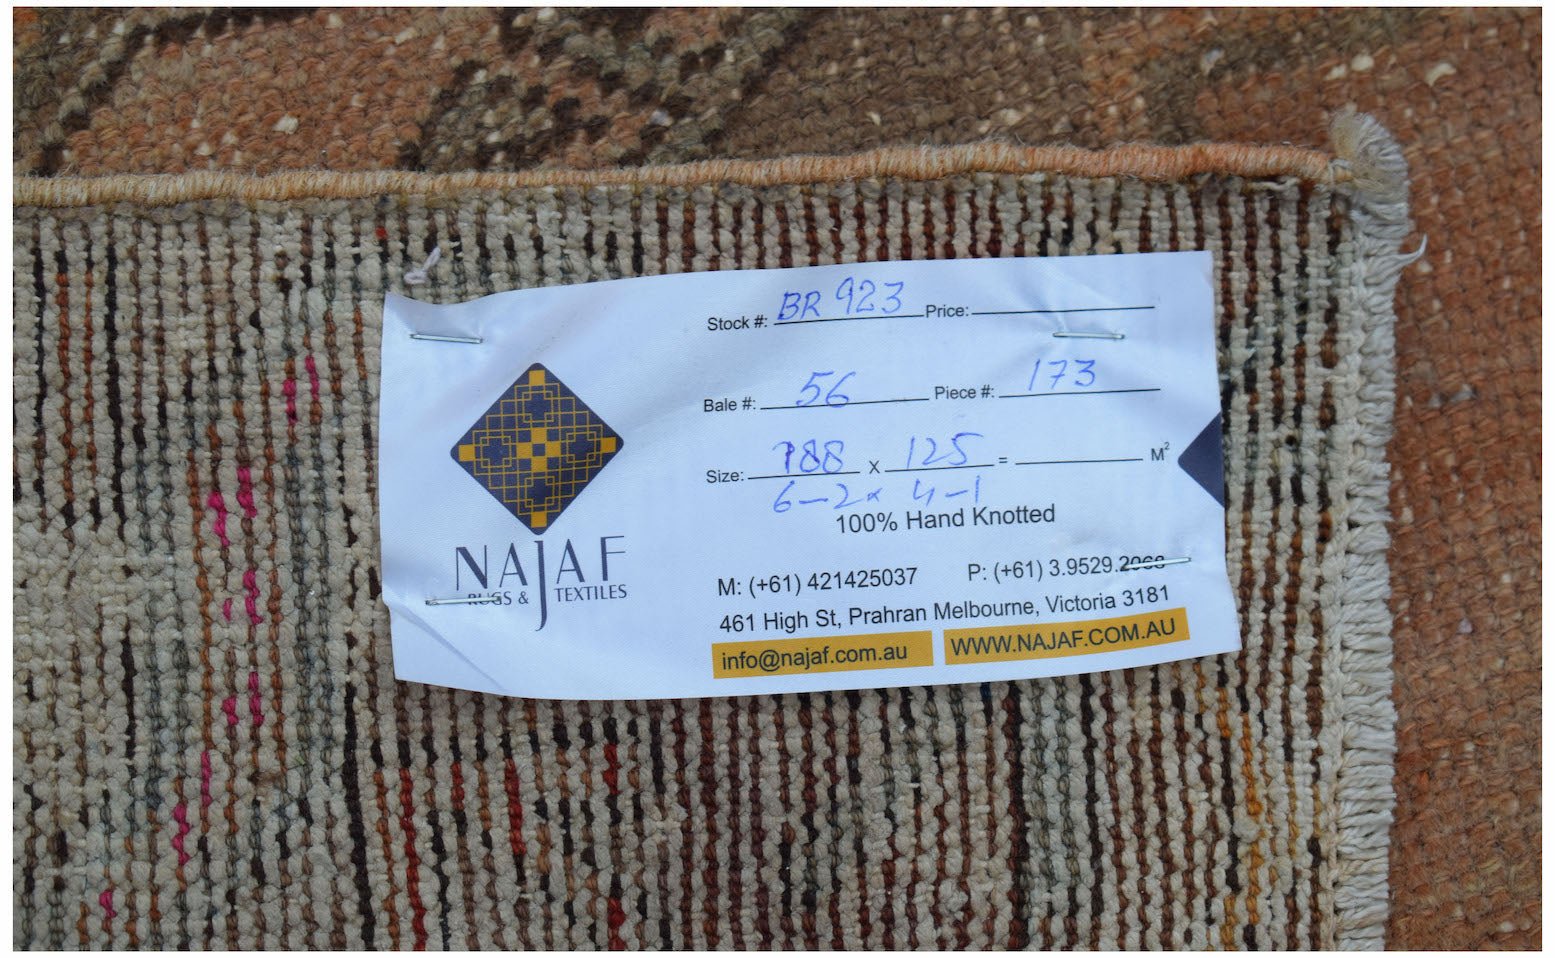 Stock #: BR 923 Price:
Bale #: 56 Piece #: 173
Size: 188 x 125 = M²
6-2 x 4-1
100% Hand Knotted
NAJAF
RUGS & TEXTILES
M: (+61) 421425037 P: (+61) 3.9529.2068
461 High St, Prahran Melbourne, Victoria 3181
info@najaf.com.au WWW.NAJAF.COM.AU